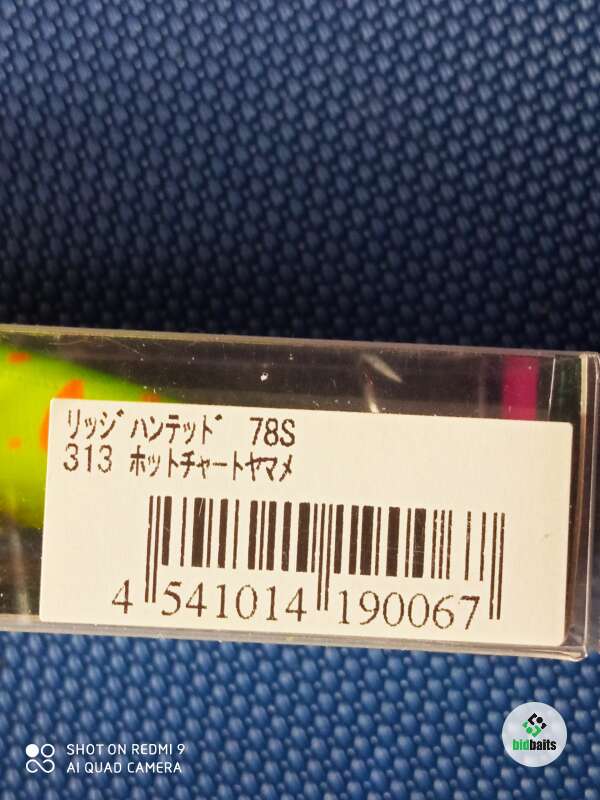 リッジハンテッド 78S
313 ホットチャートヤマメ
4 541014 190067
SHOT ON REDMI 9
AI QUAD CAMERA
bidbaits